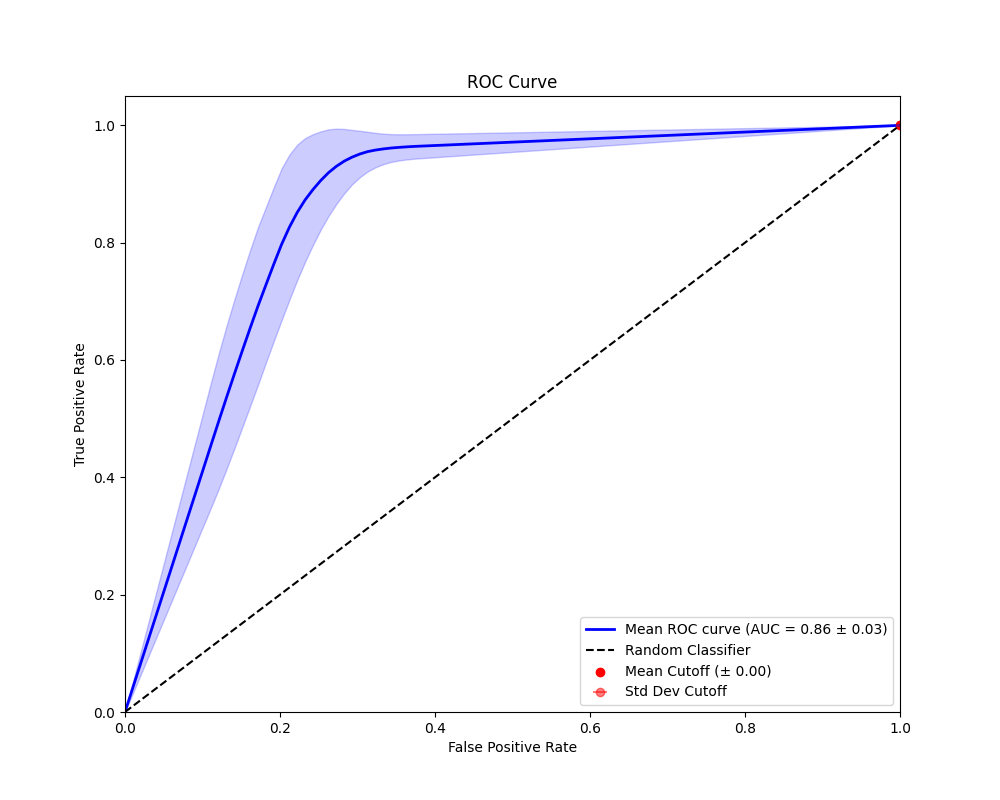 ROC Curve
1.0
0.8
0.6
0.4
0.2
0.0
True Positive Rate
0.0 0.2 0.4 0.6 0.8 1.0
False Positive Rate
Mean ROC curve (AUC = 0.86 ± 0.03)
Random Classifier
Mean Cutoff (± 0.00)
Std Dev Cutoff